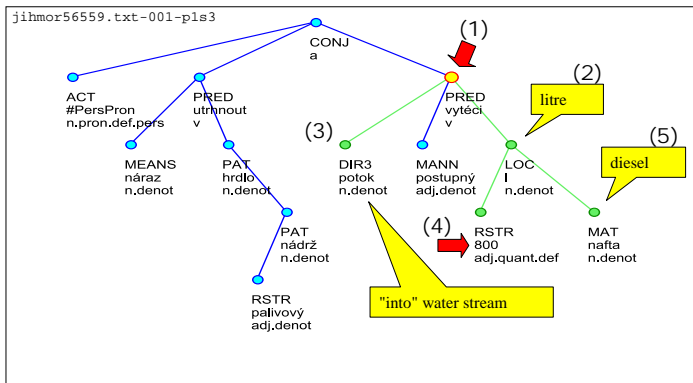 jihmor56559.txt-001-p1s3
CONJ
a
(1)
ACT
#PersPron
n.pron.def.pers
PRED
utrhnout
v
PRED
vytéci
v
(2)
litre
(3)
MEANS
náraz
n.denot
PAT
hrdlo
n.denot
DIR3
potok
n.denot
MANN
postupný
adj.denot
LOC
l
n.denot
(5)
diesel
PAT
nádrž
n.denot
(4)
RSTR
800
adj.quant.def
MAT
nafta
n.denot
RSTR
palivový
adj.denot
"into" water stream